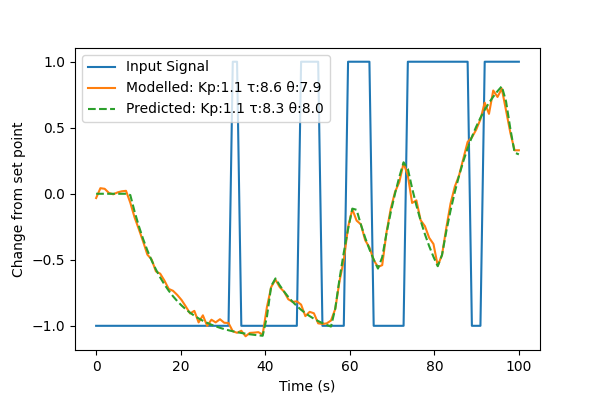 1.0
0.5
0.0
−0.5
−1.0
Change from set point
Input Signal
Modelled: Kp:1.1 τ:8.6 θ:7.9
Predicted: Kp:1.1 τ:8.3 θ:8.0
0 20 40 60 80 100
Time (s)